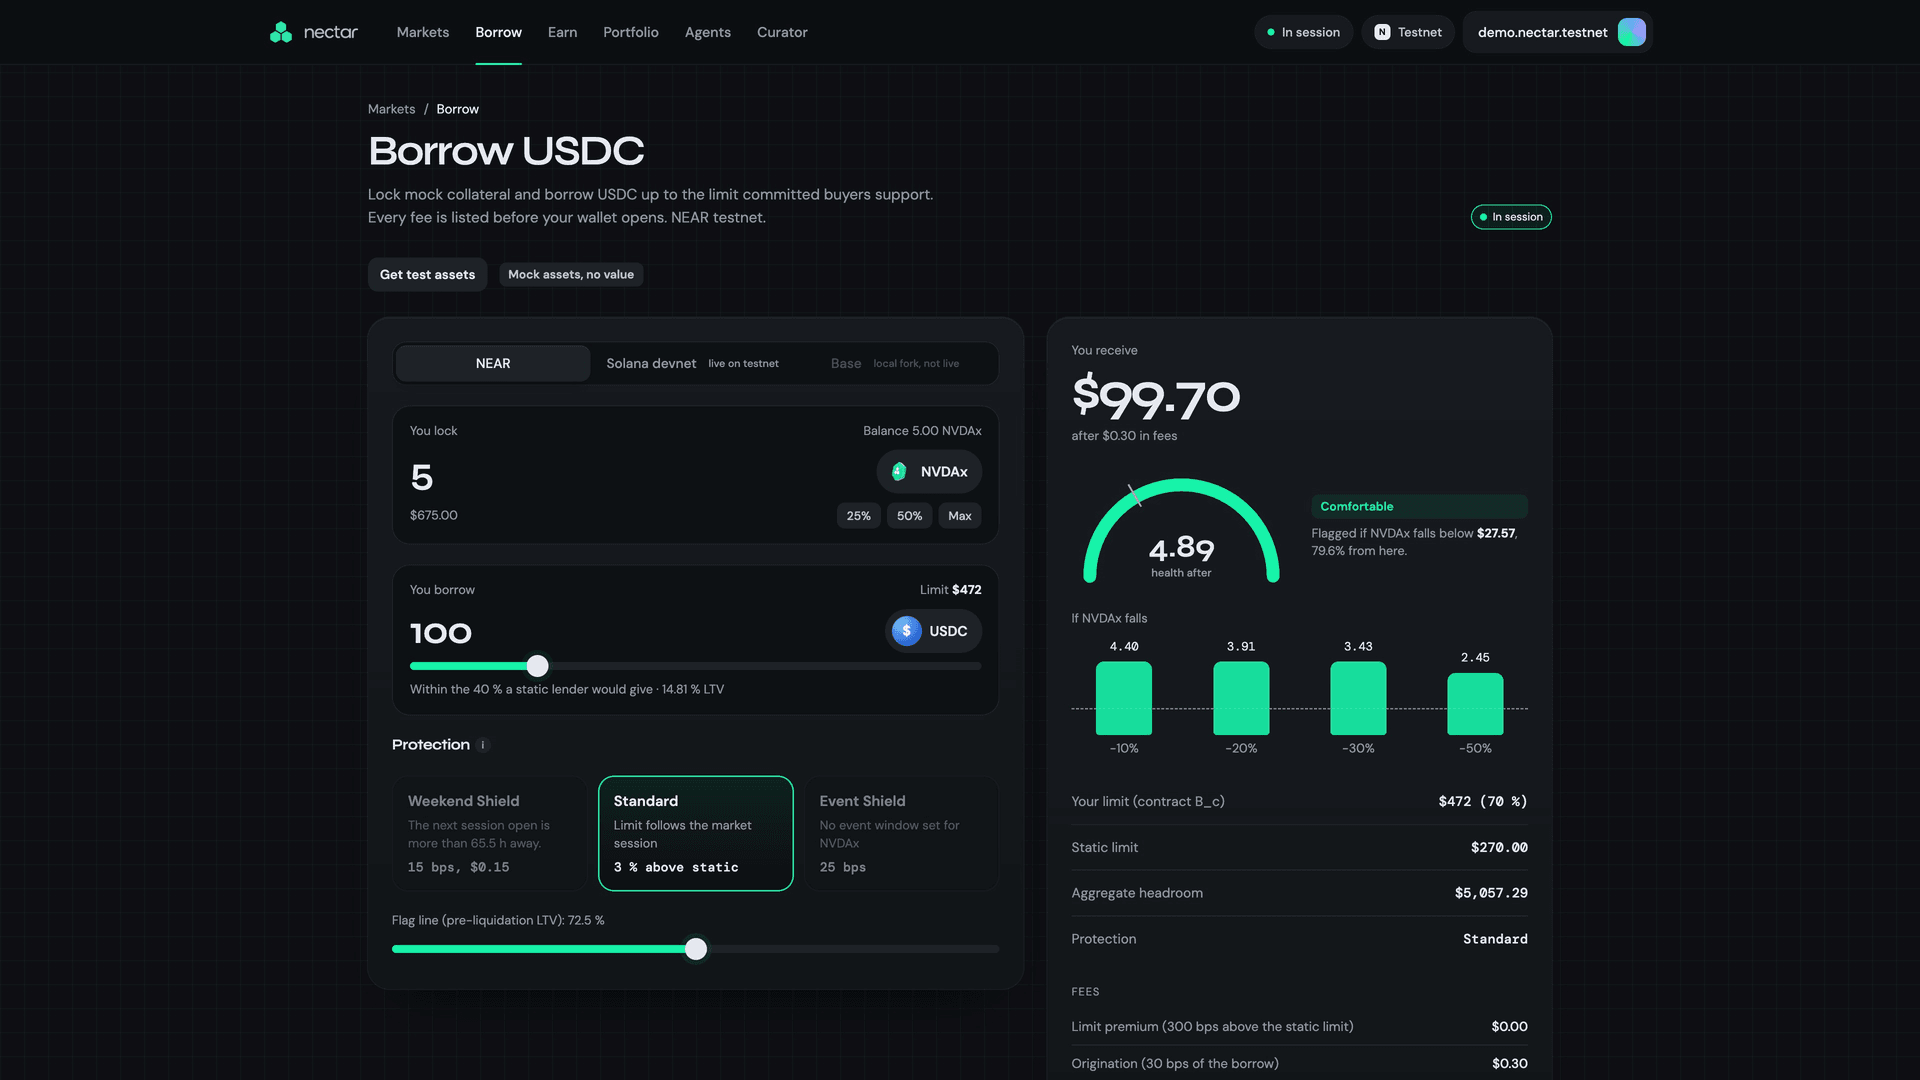 nectar
Markets
Borrow
Earn
Portfolio
Agents
Curator
In session
N Testnet
demo.nectar.testnet
Markets / Borrow
Borrow USDC
Lock mock collateral and borrow USDC up to the limit committed buyers support.
Every fee is listed before your wallet opens. NEAR testnet.
In session
Get test assets
Mock assets, no value
NEAR
Solana devnet live on testnet
Base local fork, not live
You lock
Balance 5.00 NVDAx
5
NVDAx
$675.00
25%
50%
Max
You borrow
Limit $472
100
$ USDC
Within the 40 % a static lender would give · 14.81 % LTV
Protection i
Weekend Shield
The next session open is
more than 65.5 h away.
15 bps, $0.15
Standard
Limit follows the market
session
3 % above static
Event Shield
No event window set for
NVDAx
25 bps
Flag line (pre-liquidation LTV): 72.5 %
You receive
$99.70
after $0.30 in fees
4.89
health after
Comfortable
Flagged if NVDAx falls below $27.57,
79.6% from here.
If NVDAx falls
4.40
3.91
3.43
2.45
-10%
-20%
-30%
-50%
Your limit (contract B_c)
$472 (70 %)
Static limit
$270.00
Aggregate headroom
$5,057.29
Protection
Standard
FEES
Limit premium (300 bps above the static limit)
$0.00
Origination (30 bps of the borrow)
$0.30